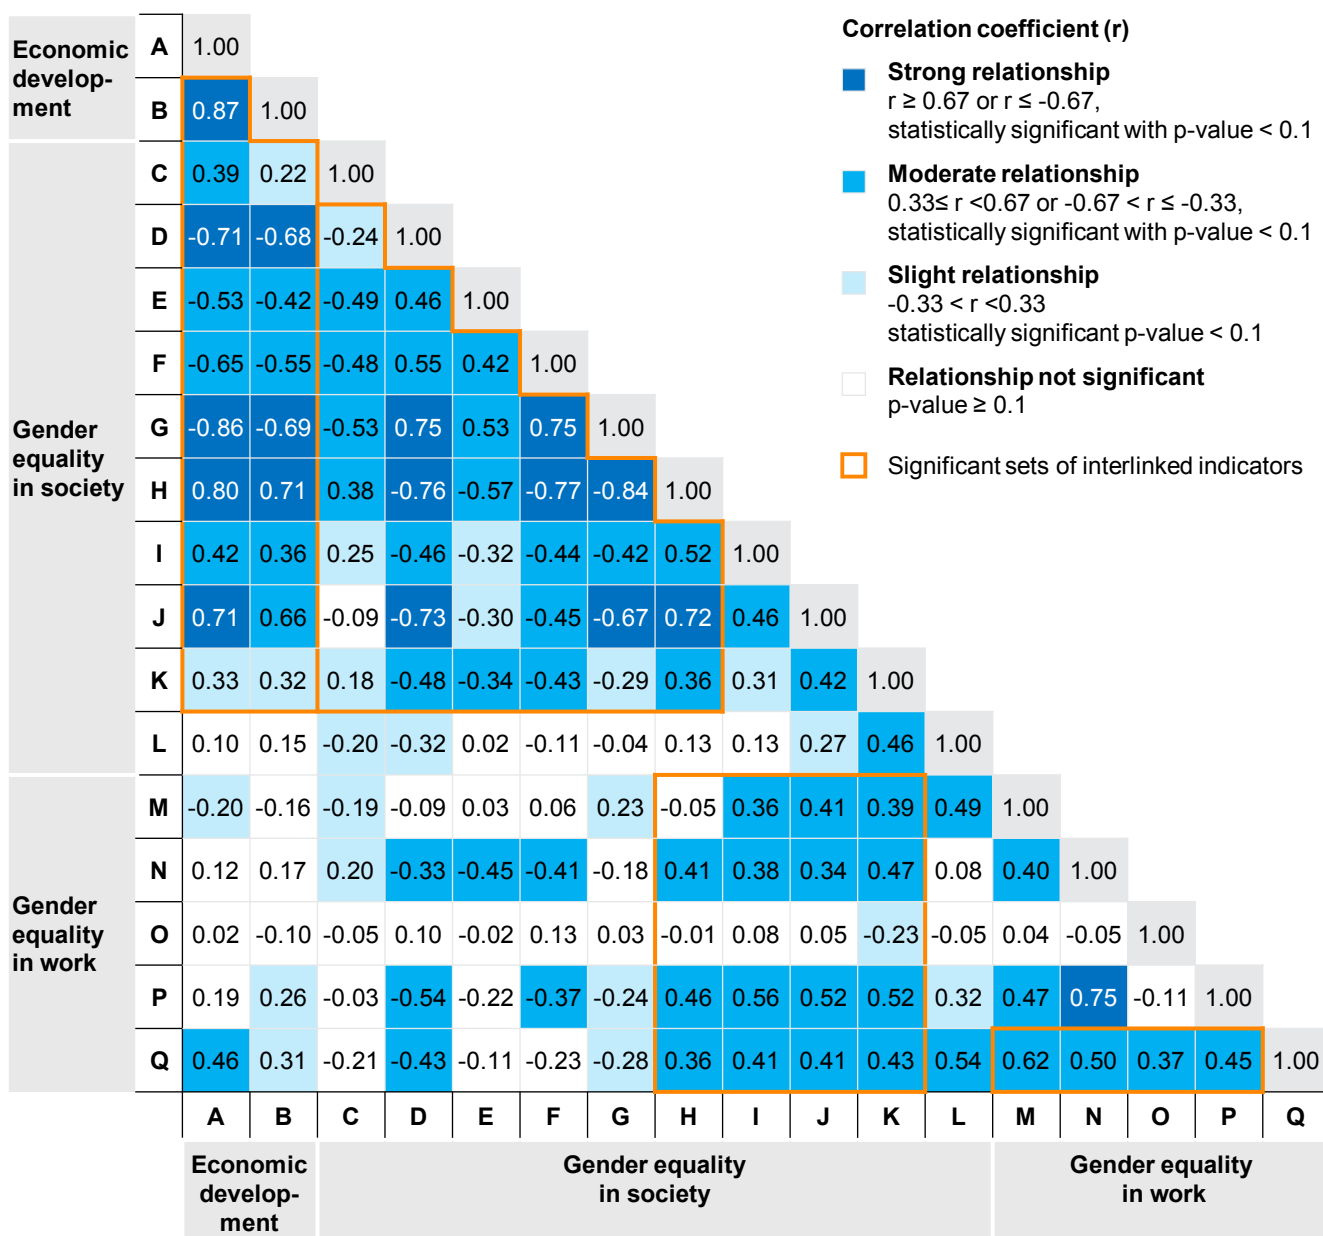 Correlation coefficient (r)
Strong relationship
r ≥ 0.67 or r ≤ -0.67,
statistically significant with p-value < 0.1
Moderate relationship
0.33≤ r <0.67 or -0.67 < r ≤ -0.33,
statistically significant with p-value < 0.1
Slight relationship
-0.33 < r <0.33
statistically significant p-value < 0.1
Relationship not significant
p-value ≥ 0.1
Significant sets of interlinked indicators
Economic
develop-
ment
A 1.00
B 0.87 1.00
Gender
equality
in society
C 0.39 0.22 1.00
D -0.71 -0.68 -0.24 1.00
E -0.53 -0.42 -0.49 0.46 1.00
F -0.65 -0.55 -0.48 0.55 0.42 1.00
G -0.86 -0.69 -0.53 0.75 0.53 0.75 1.00
H 0.80 0.71 0.38 -0.76 -0.57 -0.77 -0.84 1.00
I 0.42 0.36 0.25 -0.46 -0.32 -0.44 -0.42 0.52 1.00
J 0.71 0.66 -0.09 -0.73 -0.30 -0.45 -0.67 0.72 0.46 1.00
K 0.33 0.32 0.18 -0.48 -0.34 -0.43 -0.29 0.36 0.31 0.42 1.00
L 0.10 0.15 -0.20 -0.32 0.02 -0.11 -0.04 0.13 0.13 0.27 0.46 1.00
Gender
equality
in work
M -0.20 -0.16 -0.19 -0.09 0.03 0.06 0.23 -0.05 0.36 0.41 0.39 0.49 1.00
N 0.12 0.17 0.20 -0.33 -0.45 -0.41 -0.18 0.41 0.38 0.34 0.47 0.08 0.40 1.00
O 0.02 -0.10 -0.05 0.10 -0.02 0.13 0.03 -0.01 0.08 0.05 -0.23 -0.05 0.04 -0.05 1.00
P 0.19 0.26 -0.03 -0.54 -0.22 -0.37 -0.24 0.46 0.56 0.52 0.52 0.32 0.47 0.75 -0.11 1.00
Q 0.46 0.31 -0.21 -0.43 -0.11 -0.23 -0.28 0.36 0.41 0.41 0.43 0.54 0.62 0.50 0.37 0.45 1.00
A B C D E F G H I J K L M N O P Q
Economic
develop-
ment
Gender equality
in society
Gender equality
in work